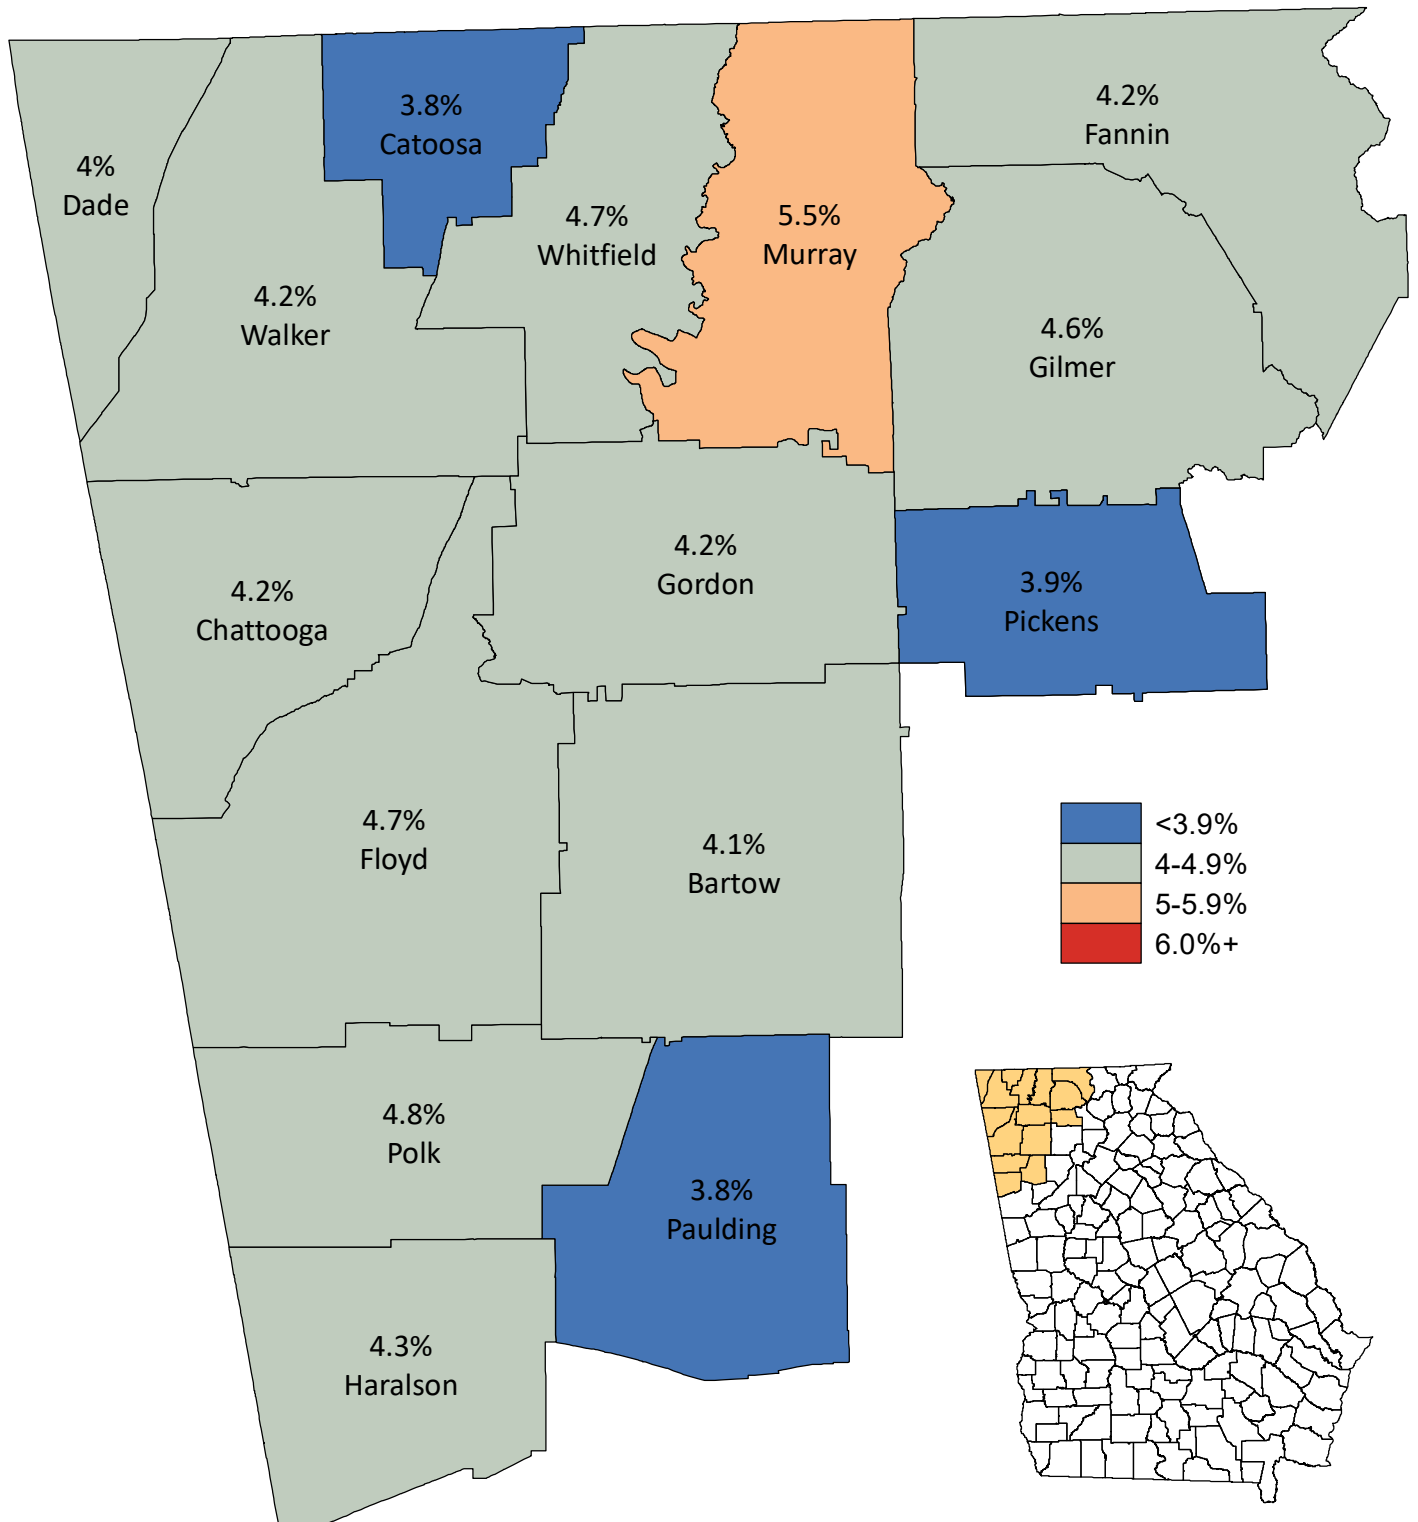 4.2%
Fannin
3.8%
Catoosa
4%
Dade
4.7%
Whitfield
5.5%
Murray
4.2%
Walker
4.6%
Gilmer
4.2%
Gordon
4.2%
Chattooga
3.9%
Pickens
4.7%
Floyd
4.1%
Bartow
<3.9%
4-4.9%
5-5.9%
6.0%+
4.8%
Polk
3.8%
Paulding
4.3%
Haralson